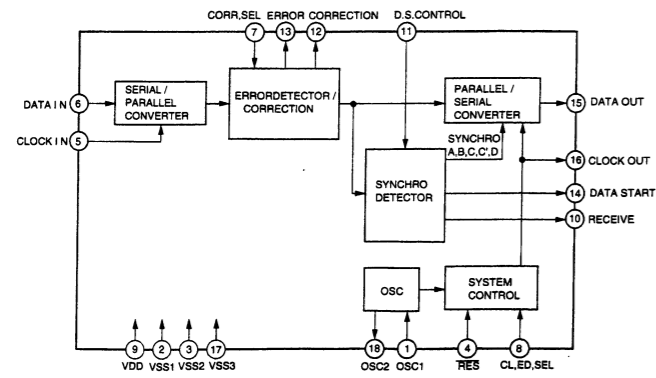 CORR,SEL ERROR CORRECTION D.S.CONTROL
7 13 12 11
6
DATA IN
SERIAL /
PARALLEL
CONVERTER
CLOCK IN
5
ERRORDETECTOR /
CORRECTION
PARALLEL /
SERIAL
CONVERTER
15 DATA OUT
SYNCHRO
A,B,C,C',D
16 CLOCK OUT
SYNCHRO
DETECTOR
14 DATA START
10 RECEIVE
OSC
SYSTEM
CONTROL
9 2 3 17 18 1 4 8
VDD VSS1 VSS2 VSS3 OSC2 OSC1 RES CL,ED,SEL